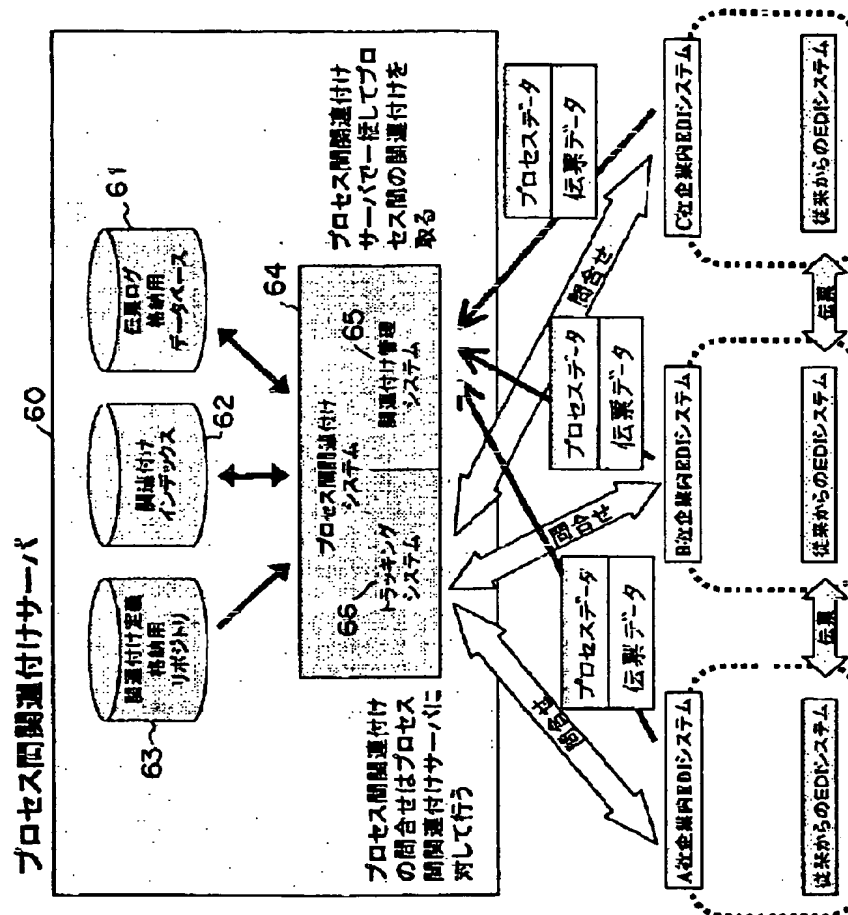 プロセス間関連付けサーバ
60
関連付け定義
格納用
リポジトリ
63
関連付け
インデックス
62
伝票ログ
格納用
データベース
61
プロセス間関連付け
システム
64
66
トラッキング
システム
65
関連付け管理
システム
プロセス間関連付け
の問合せはプロセス
間関連付けサーバに
対して行う
プロセス間関連付け
サーバで一括してプロ
セス間の関連付けを
取る
問合せ
問合せ
問合せ
プロセスデータ
伝票データ
プロセスデータ
伝票データ
プロセスデータ
伝票データ
A社企業内EDIシステム
B社企業内EDIシステム
C社企業内EDIシステム
従来からのEDIシステム
伝票
従来からのEDIシステム
伝票
従来からのEDIシステム